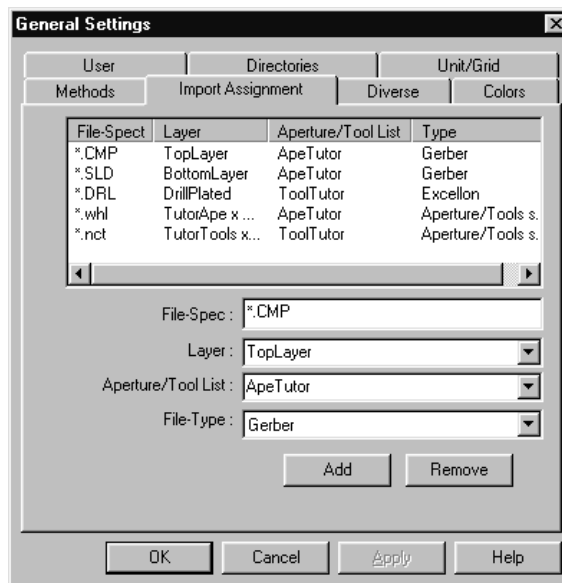 General Settings
User Directories Unit/Grid
Methods Import Assignment Diverse Colors
File-Spect Layer Aperture/Tool List Type
*.CMP TopLayer ApeTutor Gerber
*.SLD BottomLayer ApeTutor Gerber
*.DRL DrillPlated ToolTutor Excellon
*.whl TutorApe x ... ApeTutor Aperture/Tools s.
*.nct TutorTools x... ToolTutor Aperture/Tools s.
File-Spec : *.CMP
Layer : TopLayer
Aperture/Tool List : ApeTutor
File-Type : Gerber
Add Remove
OK Cancel Apply Help